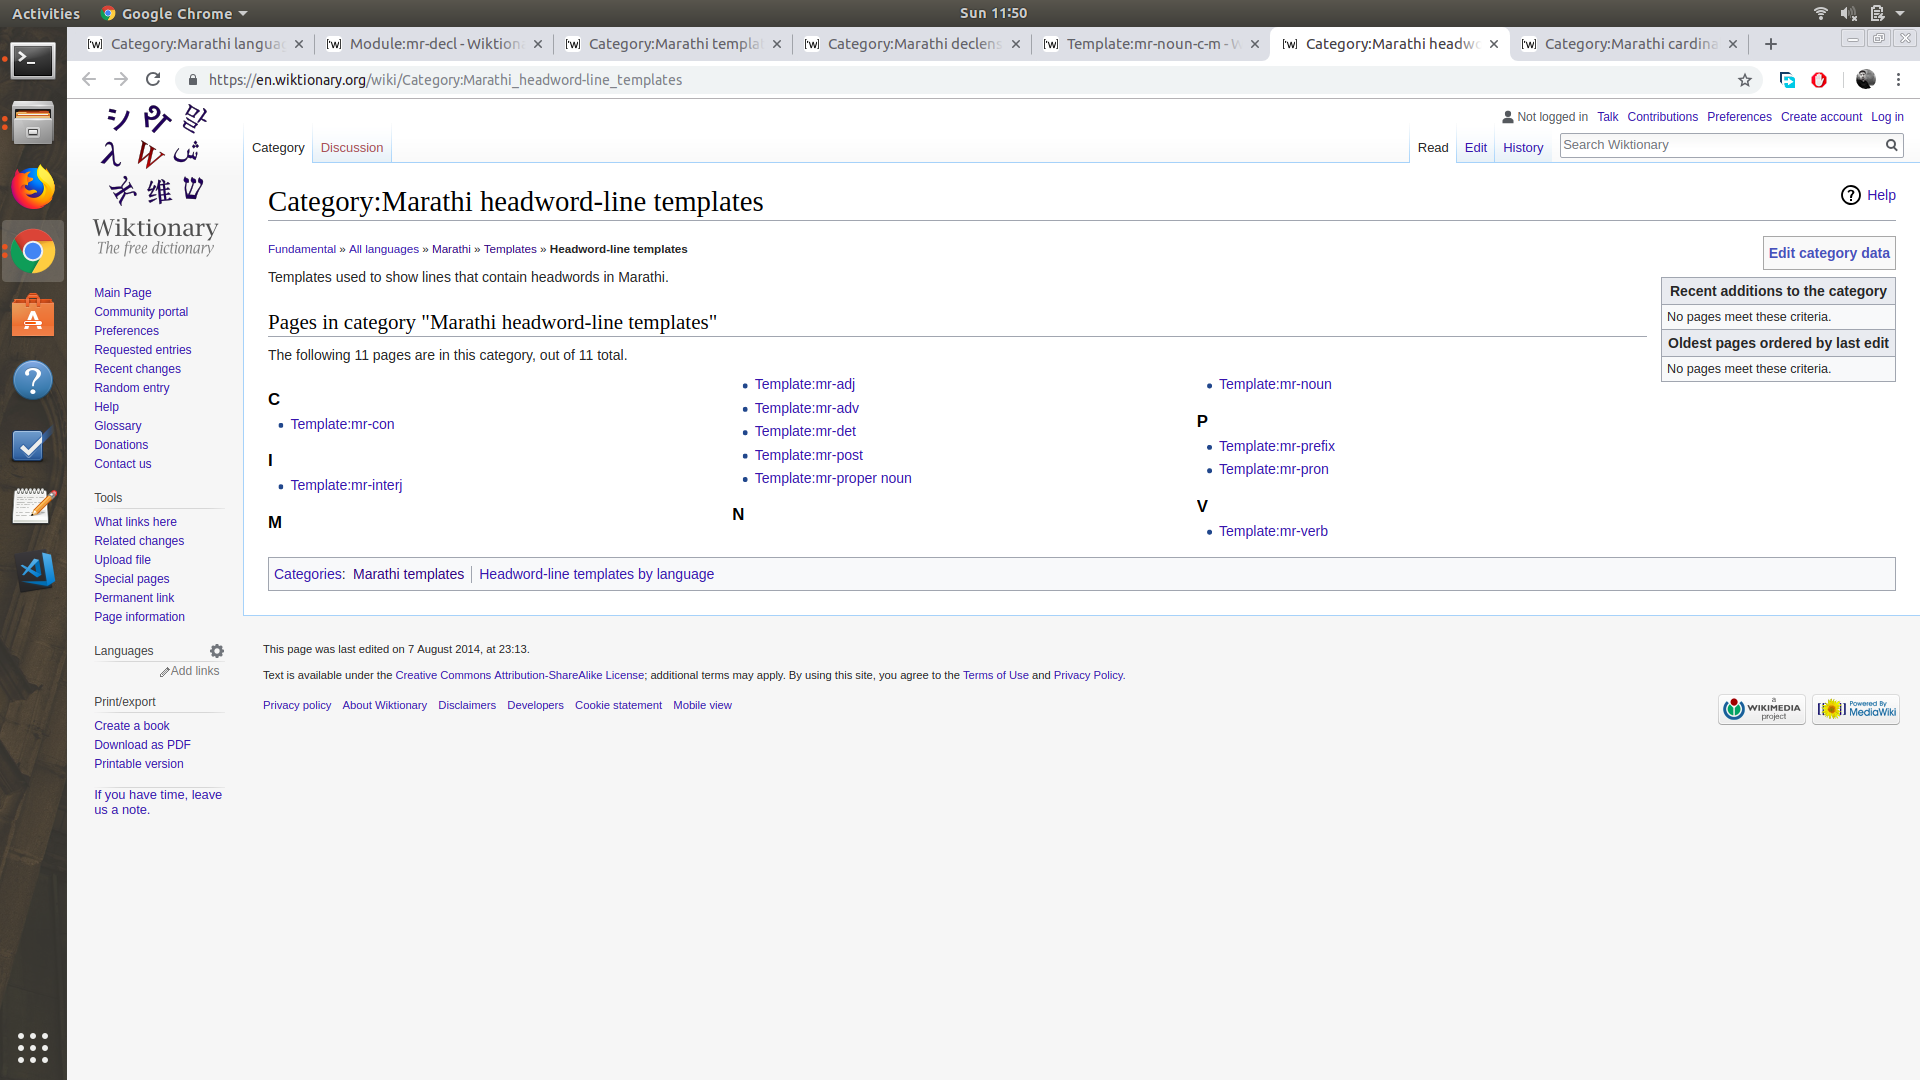 Activities
Google Chrome
Sun 11:50
Category:Marathi langua
Module:mr-decl - Wiktion
Category:Marathi templat
Category:Marathi declens
Template:mr-noun-c-m - W
Category:Marathi headwo
Category:Marathi cardina
https://en.wiktionary.org/wiki/Category:Marathi_headword-line_templates
Not logged in Talk Contributions Preferences Create account Log in
シ 말
λ W ش
维 ש
Wiktionary
The free dictionary
Category Discussion
Read Edit History
Search Wiktionary
Category:Marathi headword-line templates
Help
Fundamental » All languages » Marathi » Templates » Headword-line templates
Edit category data
Templates used to show lines that contain headwords in Marathi.
Recent additions to the category
No pages meet these criteria.
Oldest pages ordered by last edit
No pages meet these criteria.
Pages in category "Marathi headword-line templates"
The following 11 pages are in this category, out of 11 total.
C
Template:mr-con
I
Template:mr-interj
M
Template:mr-adj
Template:mr-adv
Template:mr-det
Template:mr-post
Template:mr-proper noun
N
Template:mr-noun
P
Template:mr-prefix
Template:mr-pron
V
Template:mr-verb
Categories: Marathi templates | Headword-line templates by language
Main Page
Community portal
Preferences
Requested entries
Recent changes
Random entry
Help
Glossary
Donations
Contact us
Tools
What links here
Related changes
Upload file
Special pages
Permanent link
Page information
Languages
Add links
Print/export
Create a book
Download as PDF
Printable version
If you have time, leave
us a note.
This page was last edited on 7 August 2014, at 23:13.
Text is available under the Creative Commons Attribution-ShareAlike License; additional terms may apply. By using this site, you agree to the Terms of Use and Privacy Policy.
Privacy policy About Wiktionary Disclaimers Developers Cookie statement Mobile view
a
WIKIMEDIA
project
Powered By
MediaWiki